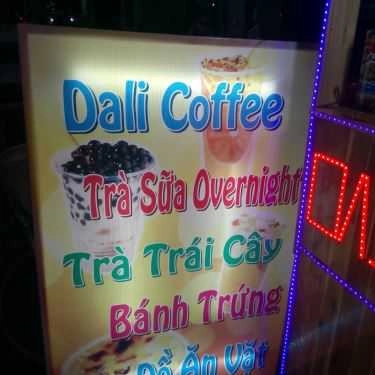 Dali Coffee
Trà Sữa Overnight
Trà Trái Cây
Bánh Trứng
Đồ Ăn Vặt